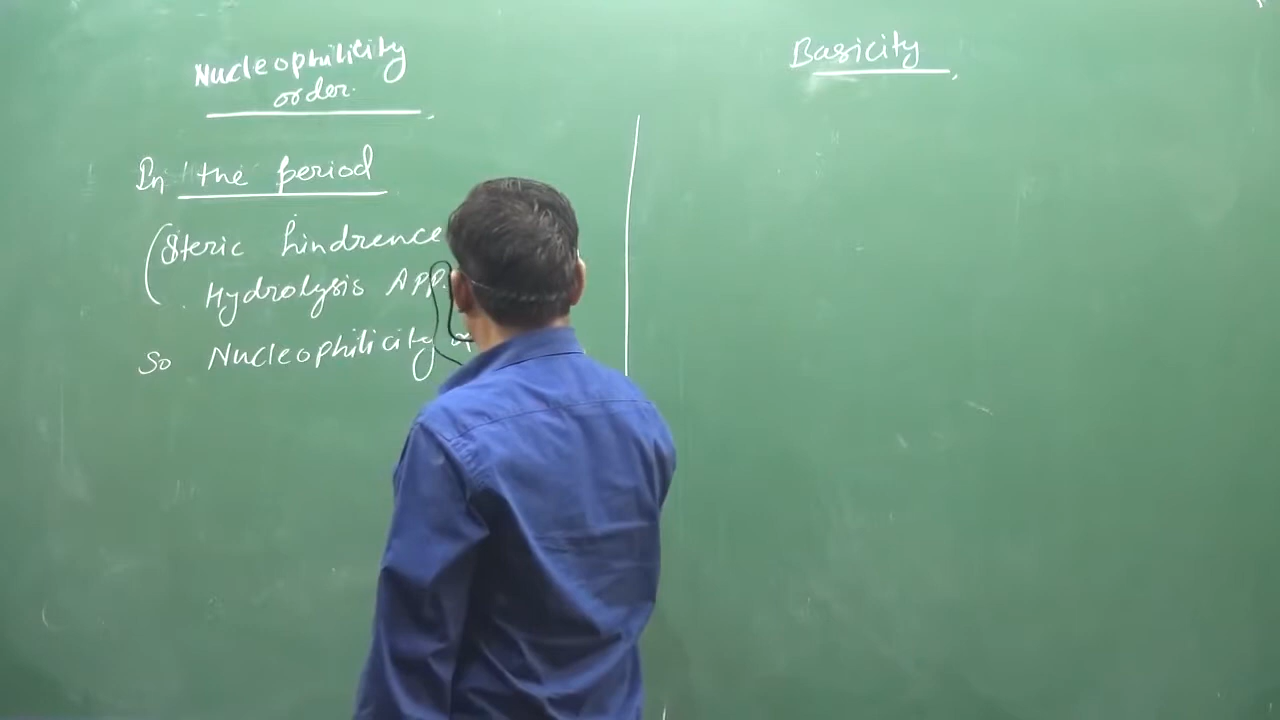 Nucleophilicity
order.
In the period
(Steric hindrence
Hydrolysis App.
So Nucleophilicity α
Basicity